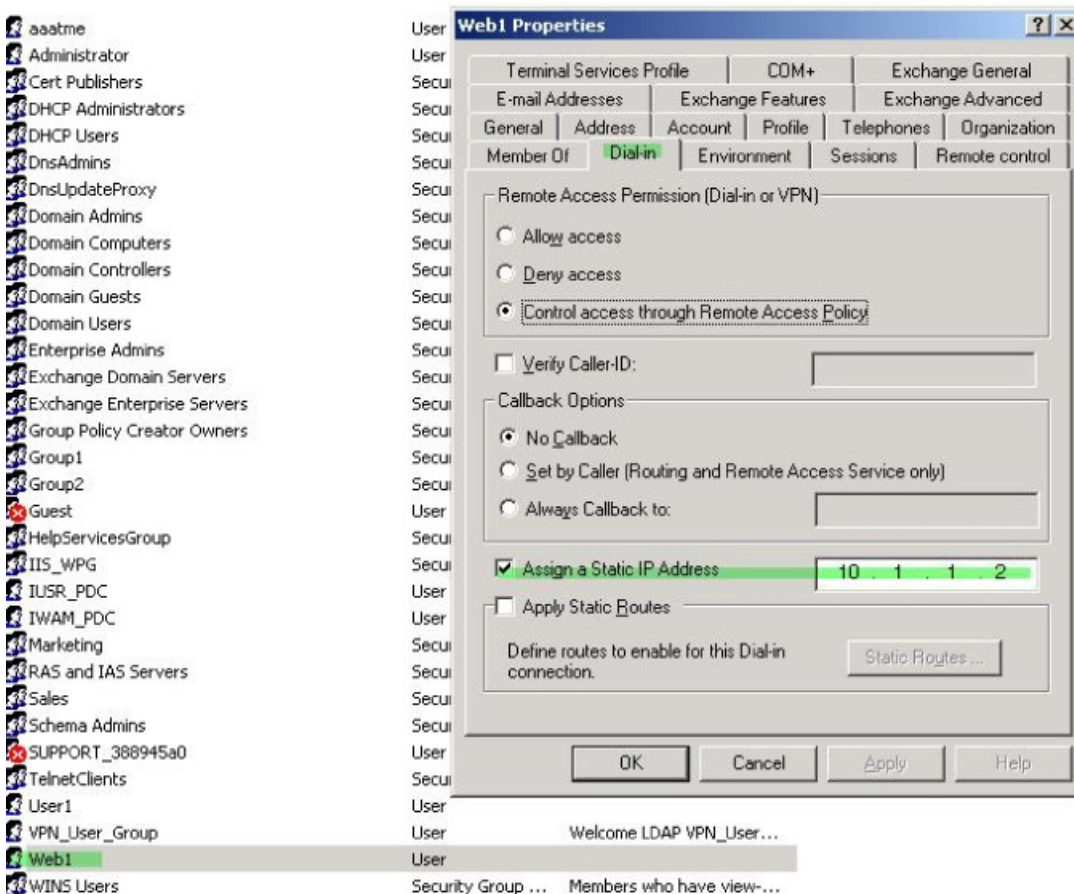 aaatme User
Administrator User
Cert Publishers Secu
DHCP Administrators Secu
DHCP Users Secu
DnsAdmins Secu
DnsUpdateProxy Secu
Domain Admins Secu
Domain Computers Secu
Domain Controllers Secu
Domain Guests Secu
Domain Users Secu
Enterprise Admins Secu
Exchange Domain Servers Secu
Exchange Enterprise Servers Secu
Group Policy Creator Owners Secu
Group1 Secu
Group2 Secu
Guest User
HelpServicesGroup Secu
IIS_WPG Secu
IUSR_PDC User
IWAM_PDC User
Marketing Secu
RAS and IAS Servers Secu
Sales Secu
Schema Admins Secu
SUPPORT_388945a0 User
TelnetClients Secu
User1 User
VPN_User_Group User Welcome LDAP VPN_User...
Web1 User
WINS Users Security Group ... Members who have view-...
Web1 Properties
Terminal Services Profile COM+ Exchange General
E-mail Addresses Exchange Features Exchange Advanced
General Address Account Profile Telephones Organization
Member Of Dial-in Environment Sessions Remote control
Remote Access Permission (Dial-in or VPN)
Allow access
Deny access
Control access through Remote Access Policy
Verify Caller-ID:
Callback Options
No Callback
Set by Caller (Routing and Remote Access Service only)
Always Callback to:
Assign a Static IP Address 10 . 1 . 1 . 2
Apply Static Routes
Define routes to enable for this Dial-in
connection.
Static Routes ...
OK Cancel Apply Help